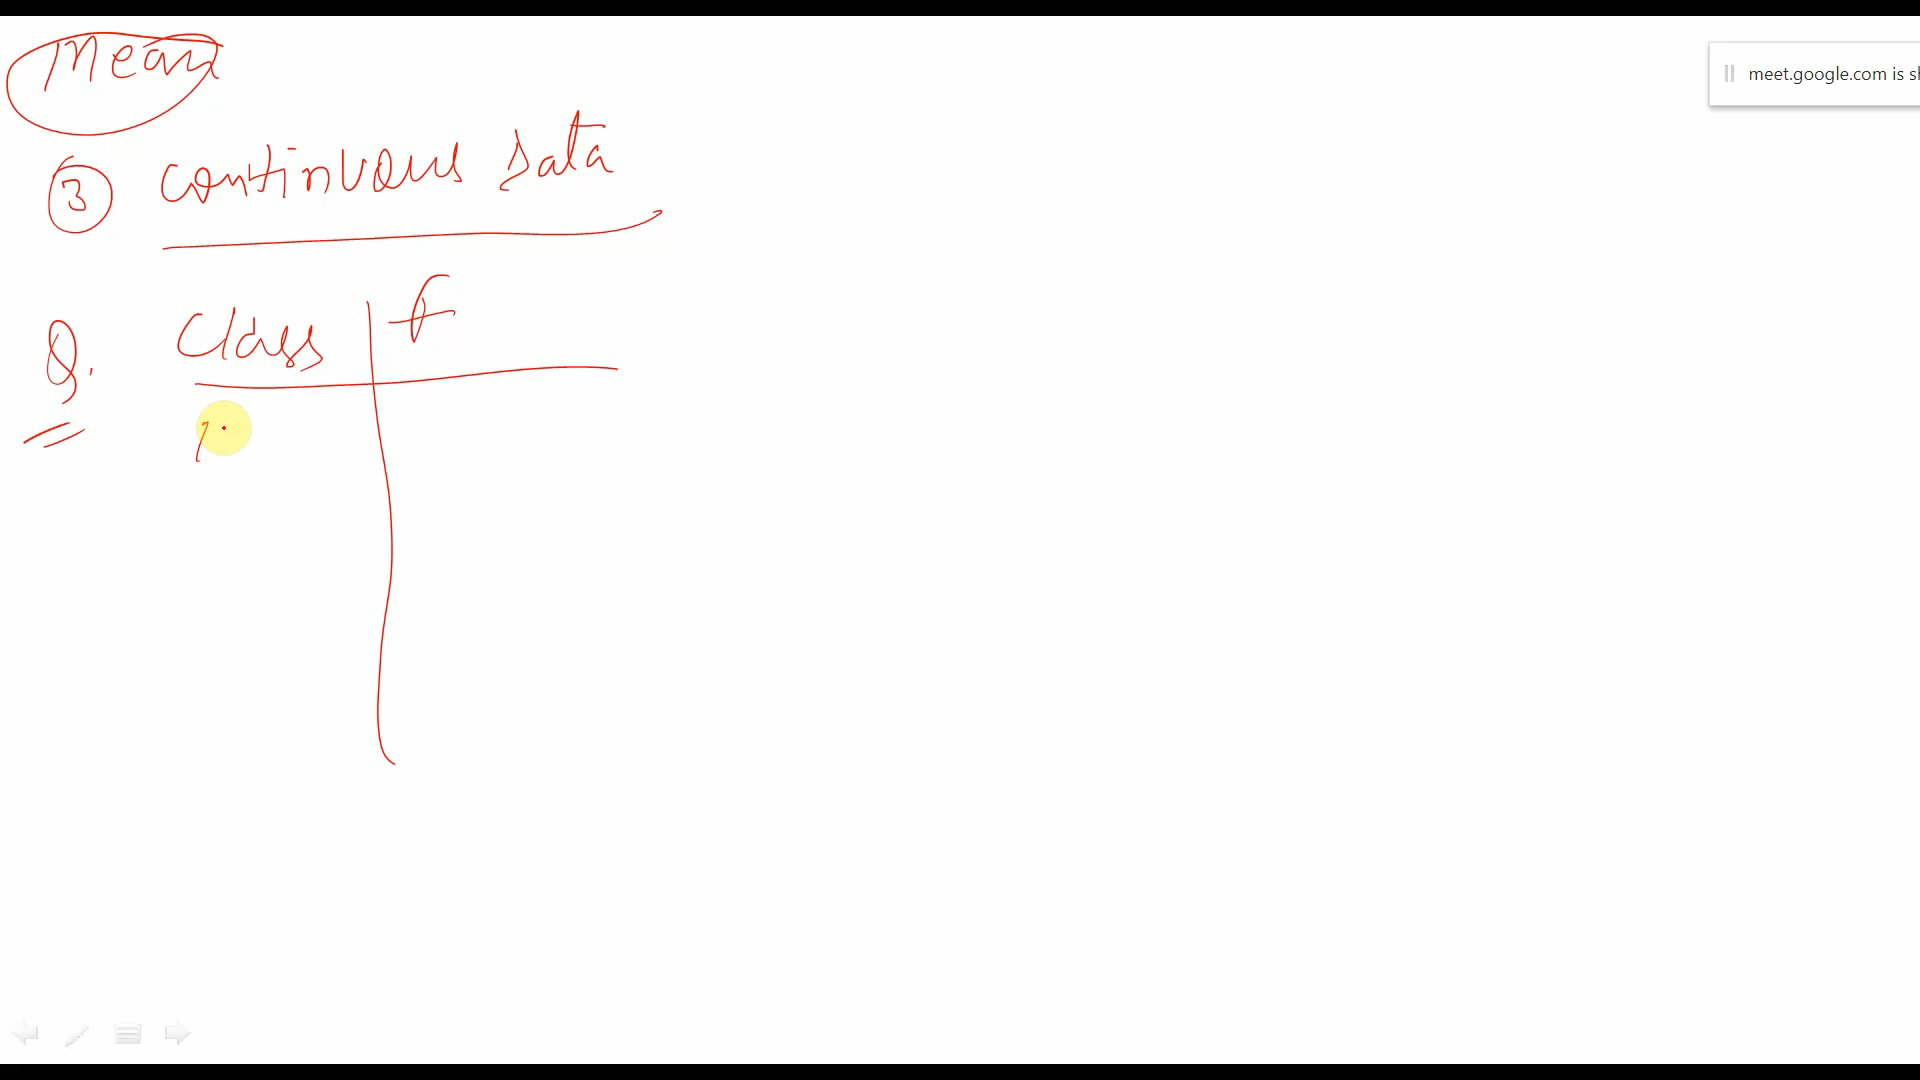 Mean
meet.google.com is sh
③ continuous data
Q. Class f